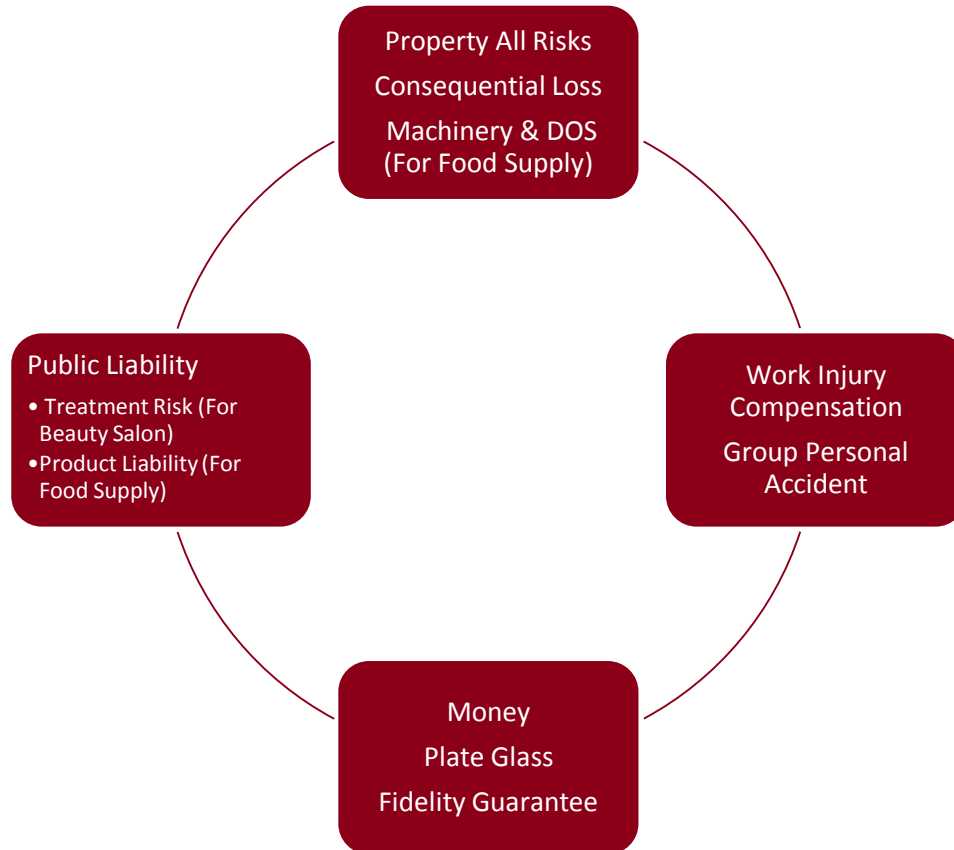 Property All Risks
Consequential Loss
Machinery & DOS
(For Food Supply)
Public Liability
• Treatment Risk (For
Beauty Salon)
•Product Liability (For
Food Supply)
Work Injury
Compensation
Group Personal
Accident
Money
Plate Glass
Fidelity Guarantee